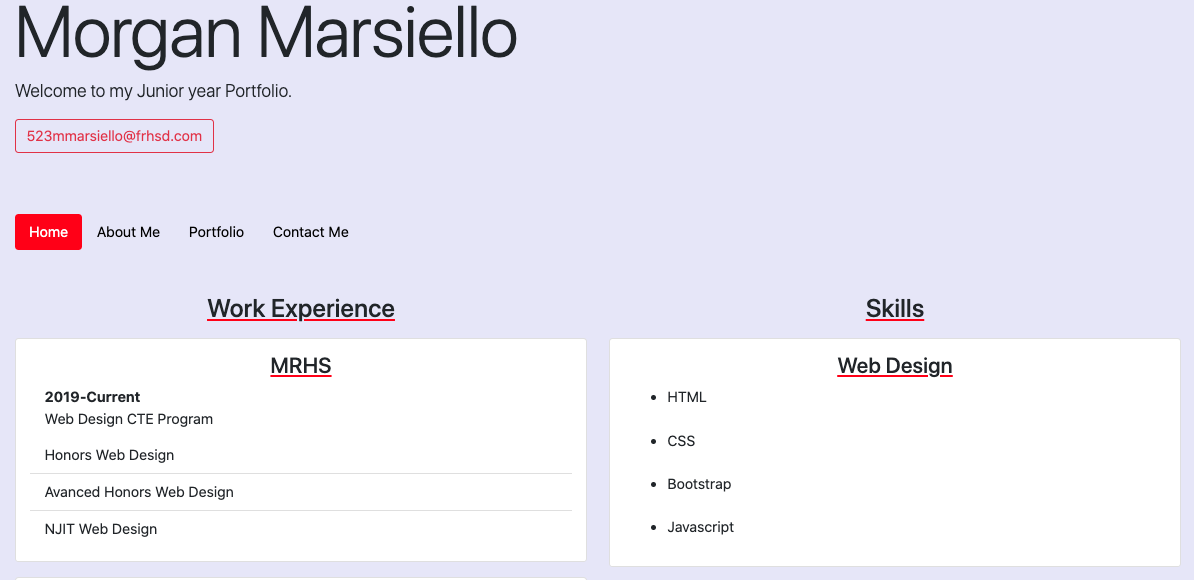 Morgan Marsiello
Welcome to my Junior year Portfolio.
523mmarsiello@frhsd.com
Home About Me Portfolio Contact Me
Work Experience
MRHS
2019-Current
Web Design CTE Program
Honors Web Design
Avanced Honors Web Design
NJIT Web Design
Skills
Web Design
HTML
CSS
Bootstrap
Javascript